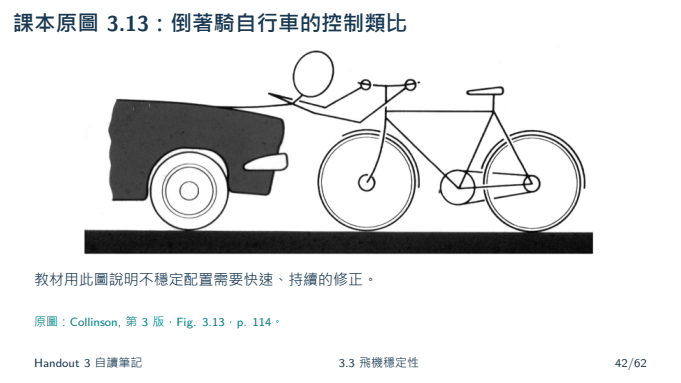 課本原圖 3.13：倒著騎自行車的控制類比
教材用此圖說明不穩定配置需要快速、持續的修正。
原圖：Collinson, 第 3 版，Fig. 3.13，p. 114。
Handout 3 自讀筆記
3.3 飛機穩定性
42/62